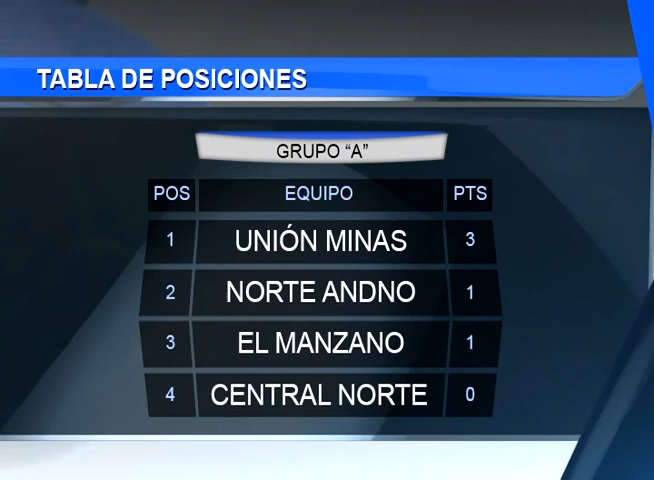 TABLA DE POSICIONES
GRUPO “A”
POS EQUIPO PTS
1 UNIÓN MINAS 3
2 NORTE ANDNO 1
3 EL MANZANO 1
4 CENTRAL NORTE 0